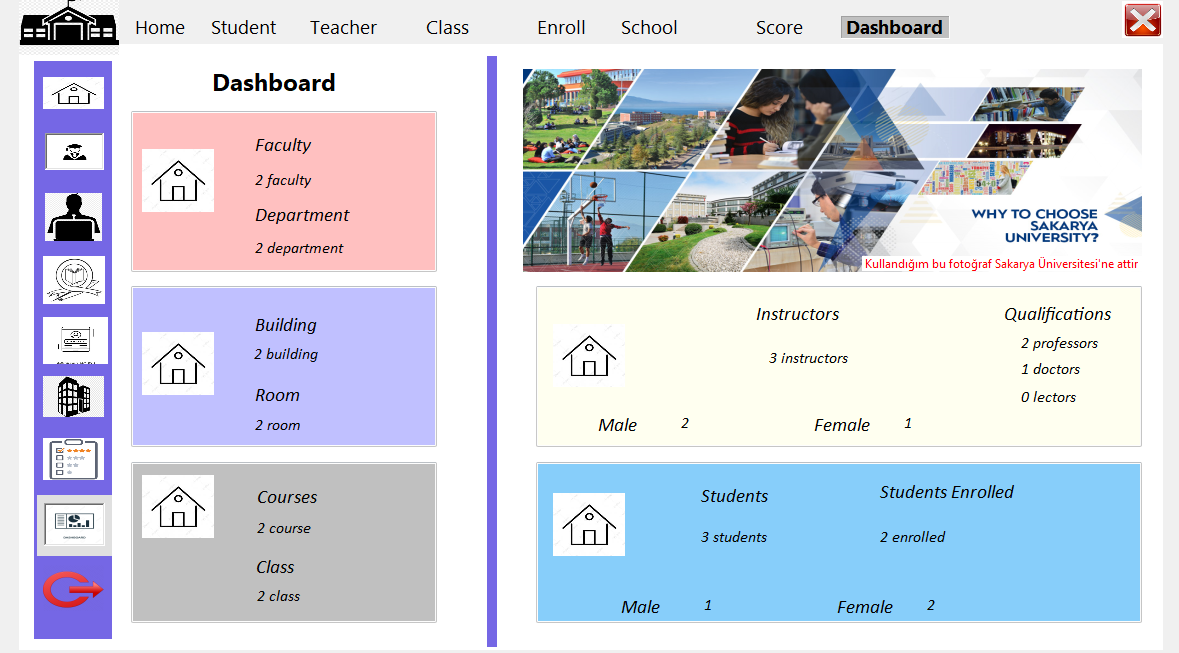 Home Student Teacher Class Enroll School Score Dashboard
Dashboard
Faculty
2 faculty
Department
2 department
Building
2 building
Room
2 room
Courses
2 course
Class
2 class
WHY TO CHOOSE
SAKARYA
UNIVERSITY?
Kullandığım bu fotoğraf Sakarya Üniversitesi'ne attir
Instructors
3 instructors
Qualifications
2 professors
1 doctors
0 lectors
Male 2 Female 1
Students
3 students
Students Enrolled
2 enrolled
Male 1 Female 2